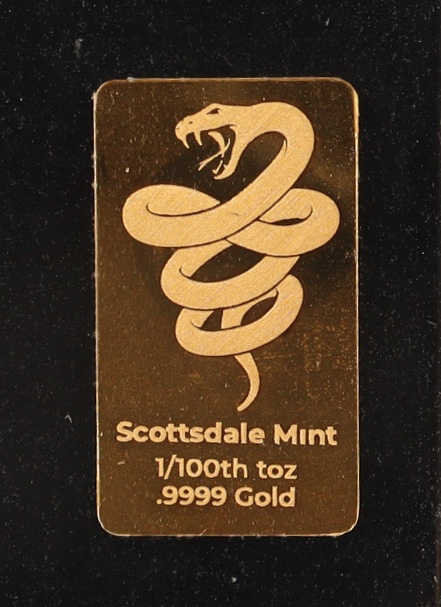 Scottsdale Mint
1/100th toz
.9999 Gold